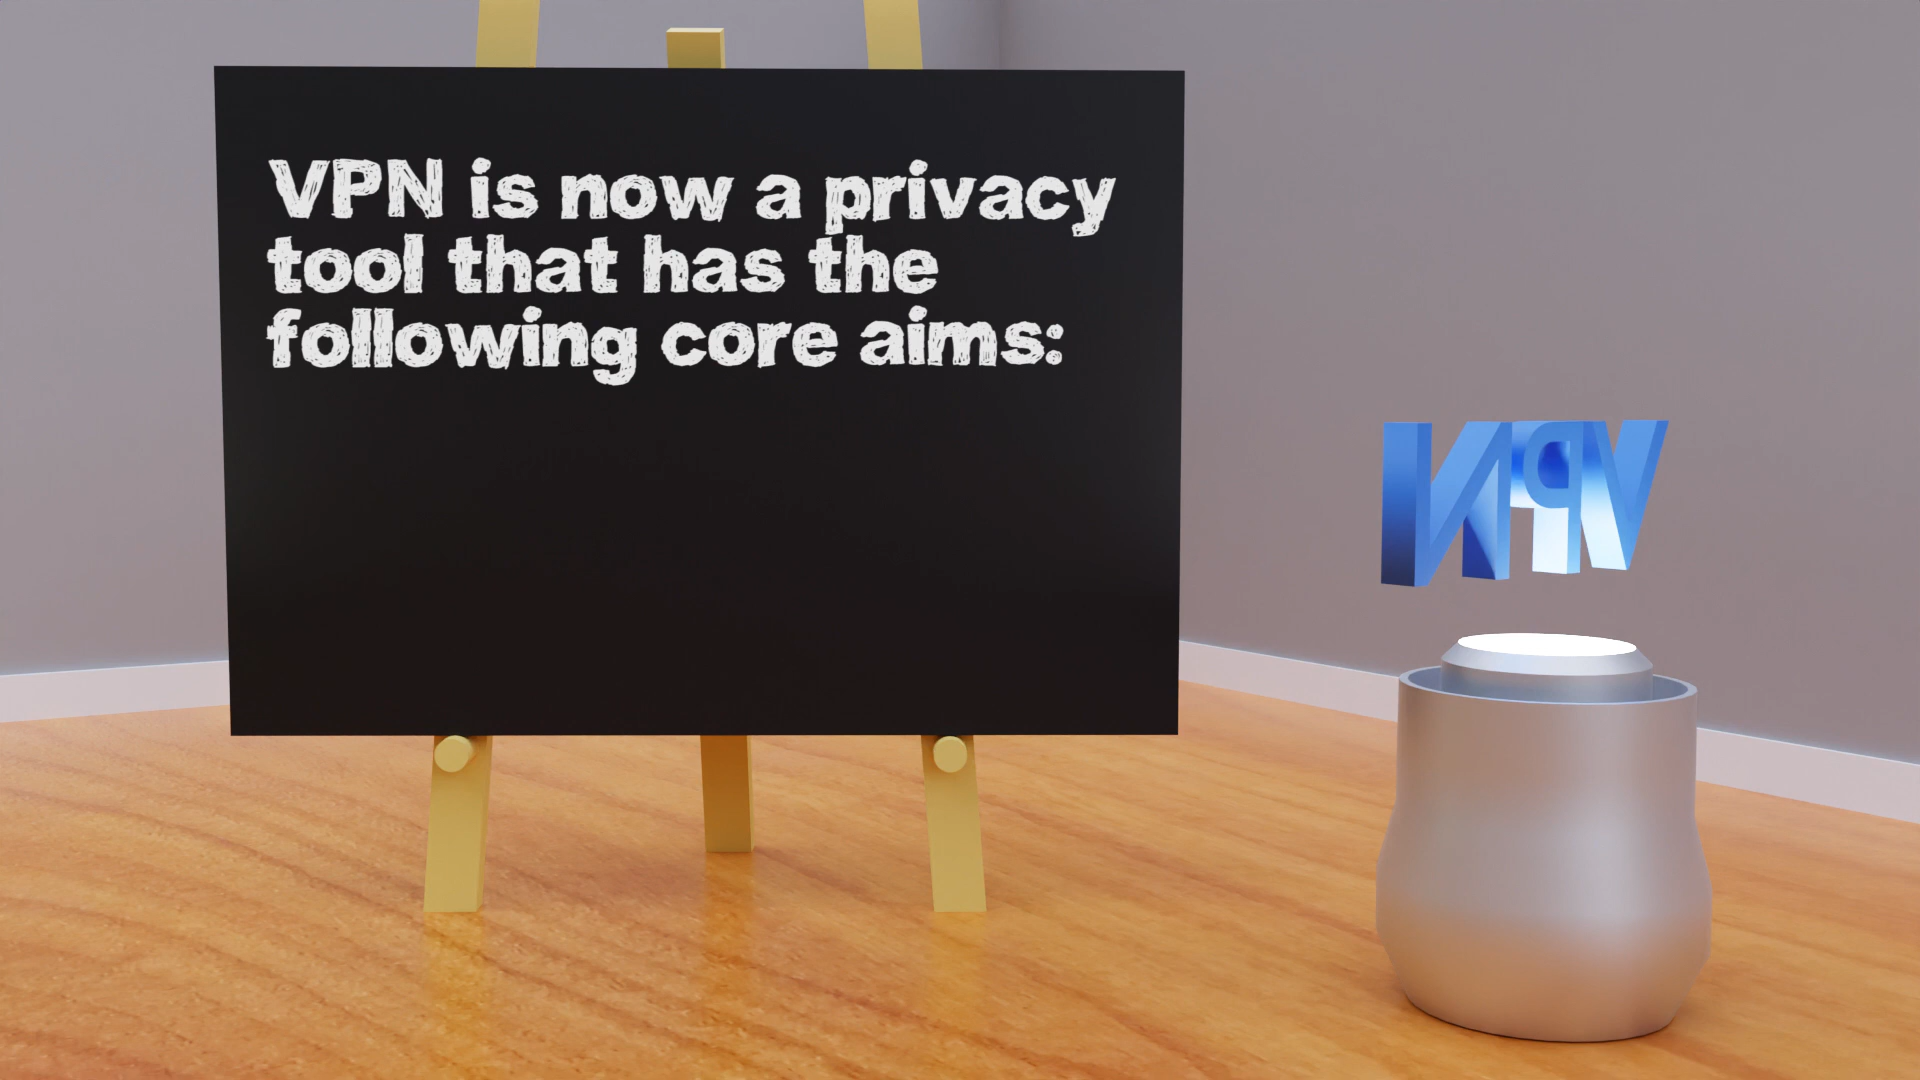 VPN is now a privacy
tool that has the
following core aims:
VPN